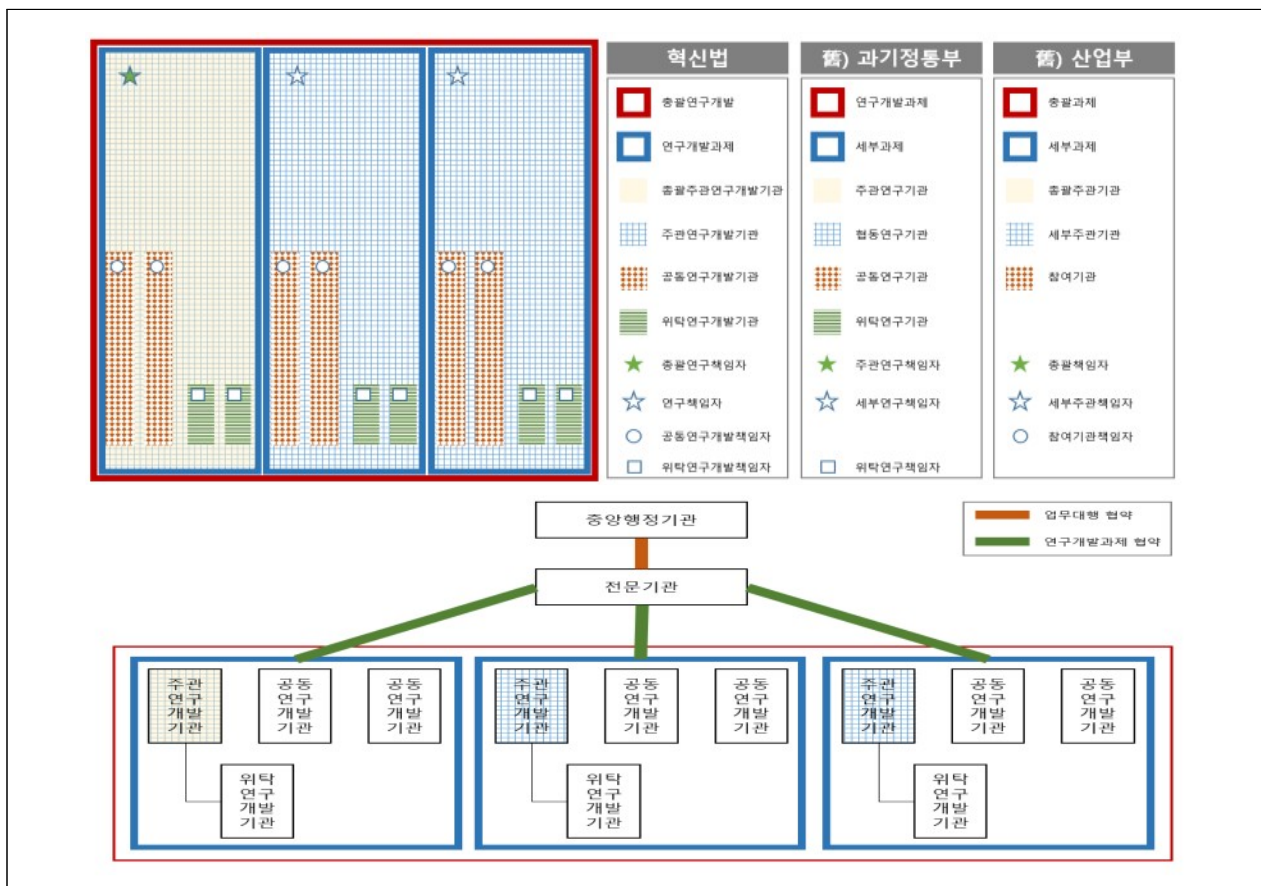 혁신법
총괄연구개발
연구개발과제
총괄주관연구개발기관
주관연구개발기관
공동연구개발기관
위탁연구개발기관
총괄연구책임자
연구책임자
공동연구개발책임자
위탁연구개발책임자
舊) 과기정통부
연구개발과제
세부과제
주관연구기관
협동연구기관
공동연구기관
위탁연구기관
주관연구책임자
세부연구책임자
위탁연구책임자
舊) 산업부
총괄과제
세부과제
총괄주관기관
세부주관기관
참여기관
총괄책임자
세부주관책임자
참여기관책임자
중앙행정기관
전문기관
업무대행 협약
연구개발과제 협약
주관
연구
개발
기관
공동
연구
개발
기관
공동
연구
개발
기관
위탁
연구
개발
기관
주관
연구
개발
기관
공동
연구
개발
기관
공동
연구
개발
기관
위탁
연구
개발
기관
주관
연구
개발
기관
공동
연구
개발
기관
공동
연구
개발
기관
위탁
연구
개발
기관